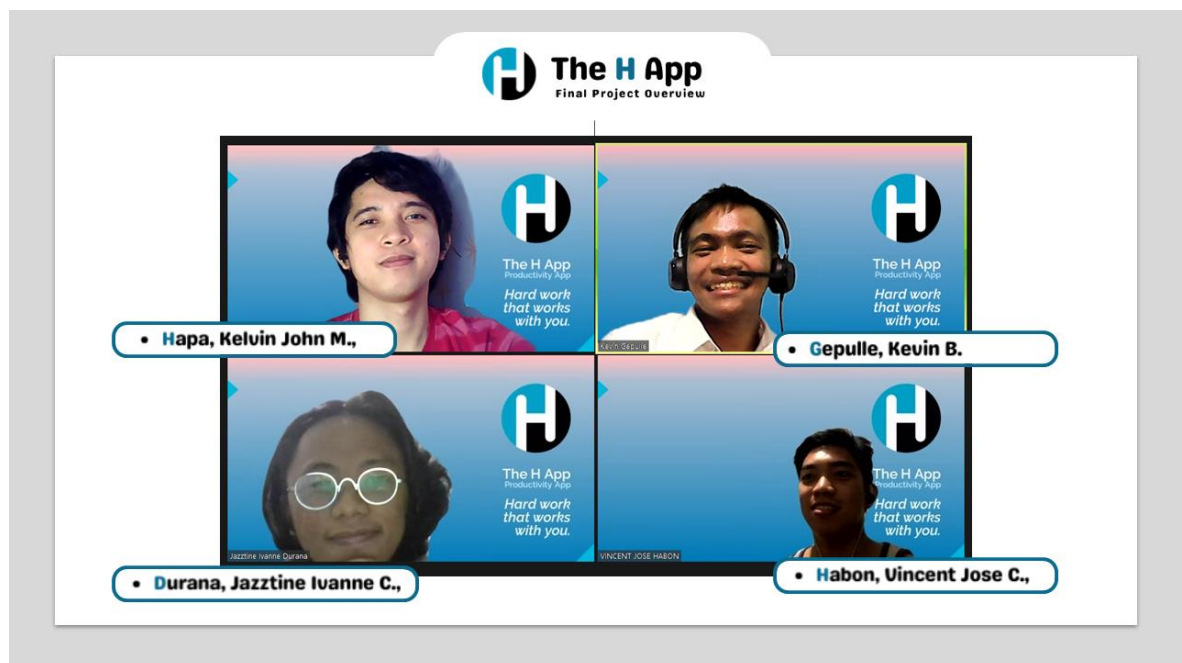 The H App
Final Project Overview
The H App
Productivity App
Hard work
that works
with you.
The H App
Productivity App
Hard work
that works
with you.
Kevin Gepulle
• Hapa, Kelvin John M.,
• Gepulle, Kevin B.
The H App
Productivity App
Hard work
that works
with you.
The H App
Productivity App
Hard work
that works
with you.
Jazztine Ivanne Durana
VINCENT JOSE HABON
• Durana, Jazztine Ivanne C.,
• Habon, Vincent Jose C.,